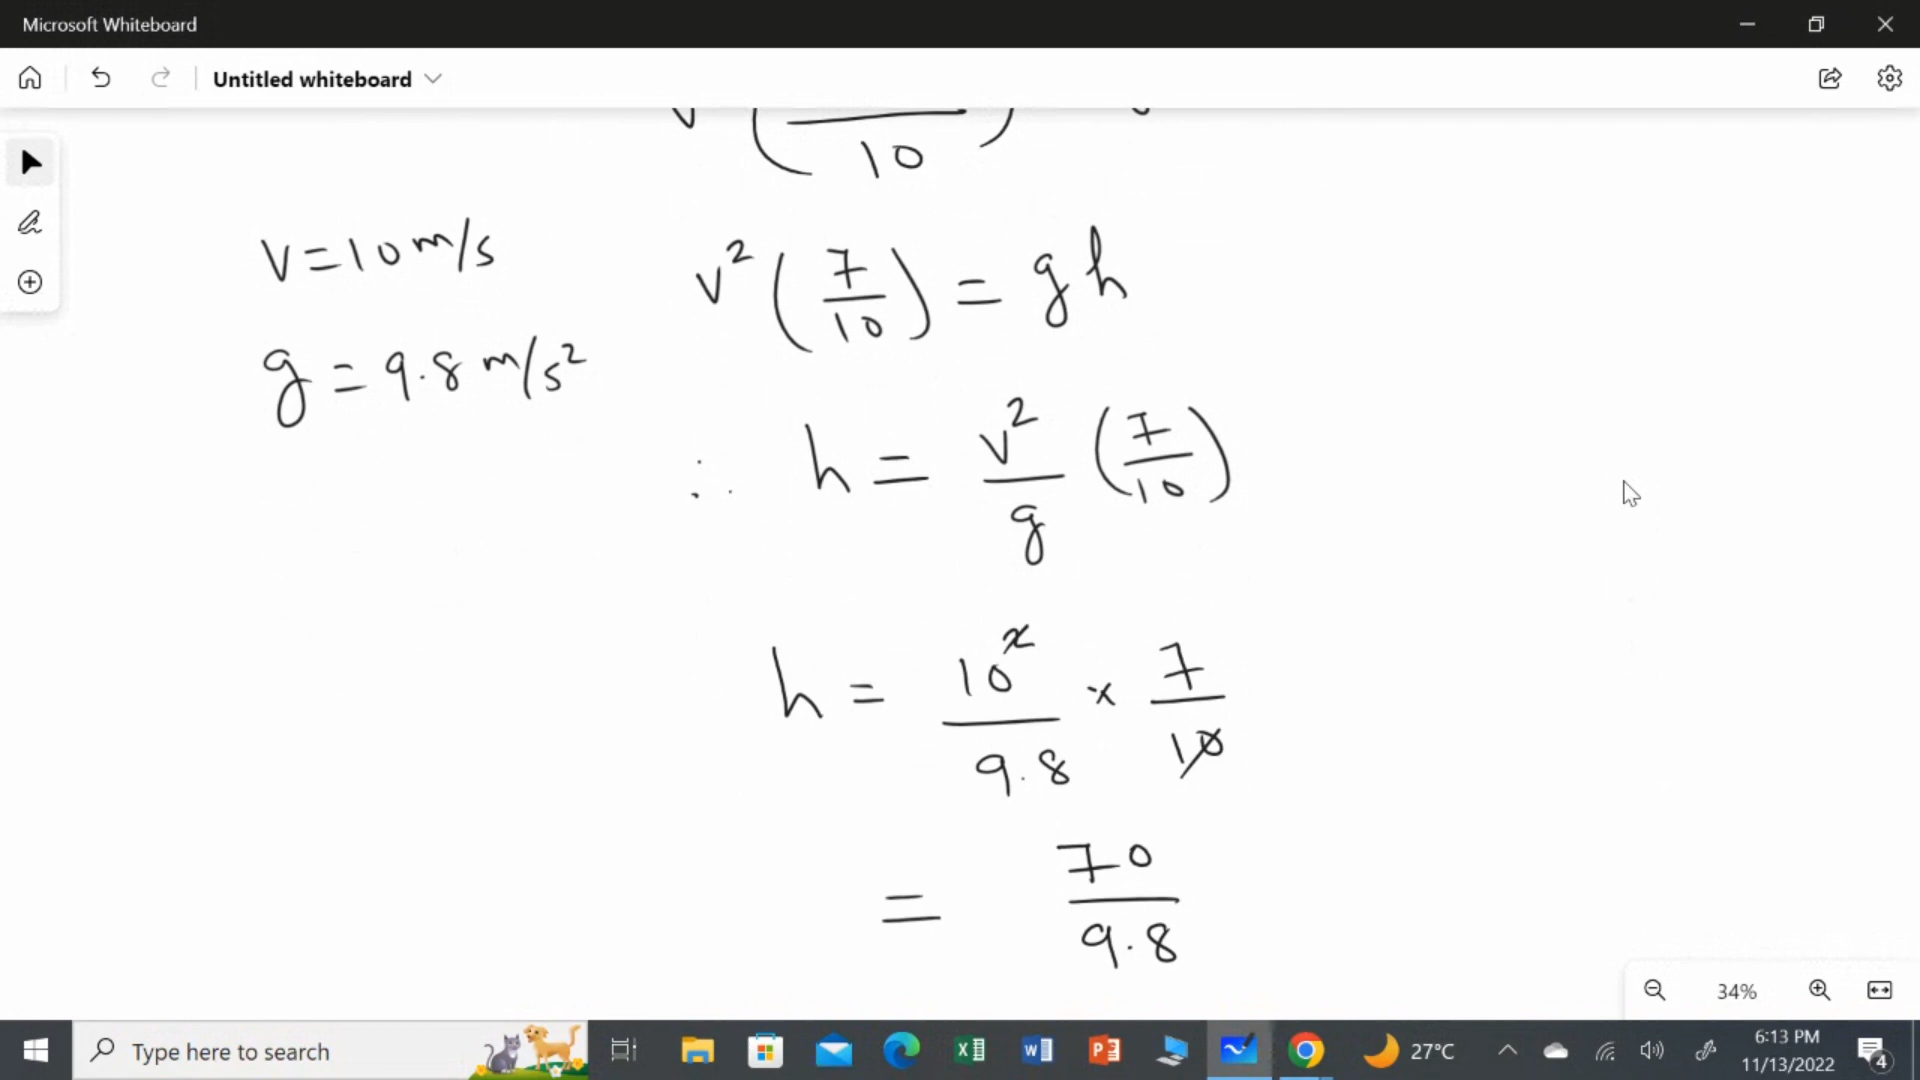 Microsoft Whiteboard
Untitled whiteboard
10
v=10 m/s
v² (7/10) = gh
g = 9.8 m/s²
∴ h = v²/g (7/10)
h = 10²/9.8 × 7/10
= 70/9.8
34%
Type here to search
27°C
6:13 PM
11/13/2022
4